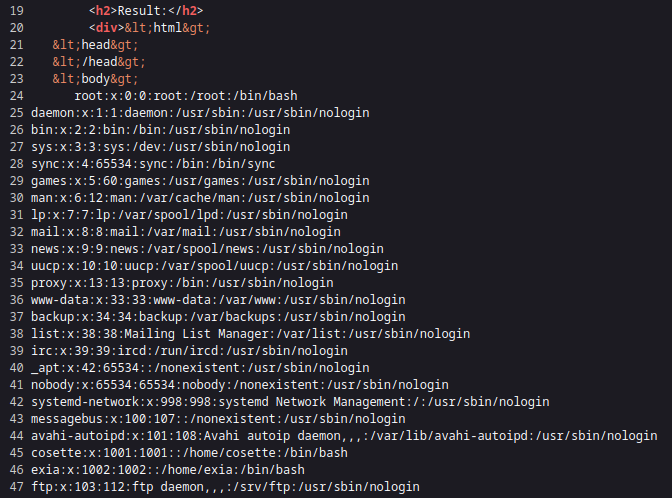 19 <h2>Result:</h2>
20 <div>&lt;html&gt;
21 &lt;head&gt;
22 &lt;/head&gt;
23 &lt;body&gt;
24 root:x:0:0:root:/root:/bin/bash
25 daemon:x:1:1:daemon:/usr/sbin:/usr/sbin/nologin
26 bin:x:2:2:bin:/bin:/usr/sbin/nologin
27 sys:x:3:3:sys:/dev:/usr/sbin/nologin
28 sync:x:4:65534:sync:/bin:/bin/sync
29 games:x:5:60:games:/usr/games:/usr/sbin/nologin
30 man:x:6:12:man:/var/cache/man:/usr/sbin/nologin
31 lp:x:7:7:lp:/var/spool/lpd:/usr/sbin/nologin
32 mail:x:8:8:mail:/var/mail:/usr/sbin/nologin
33 news:x:9:9:news:/var/spool/news:/usr/sbin/nologin
34 uucp:x:10:10:uucp:/var/spool/uucp:/usr/sbin/nologin
35 proxy:x:13:13:proxy:/bin:/usr/sbin/nologin
36 www-data:x:33:33:www-data:/var/www:/usr/sbin/nologin
37 backup:x:34:34:backup:/var/backups:/usr/sbin/nologin
38 list:x:38:38:Mailing List Manager:/var/list:/usr/sbin/nologin
39 irc:x:39:39:ircd:/run/ircd:/usr/sbin/nologin
40 _apt:x:42:65534::/nonexistent:/usr/sbin/nologin
41 nobody:x:65534:65534:nobody:/nonexistent:/usr/sbin/nologin
42 systemd-network:x:998:998:systemd Network Management:/:/usr/sbin/nologin
43 messagebus:x:100:107::/nonexistent:/usr/sbin/nologin
44 avahi-autoipd:x:101:108:Avahi autoip daemon,,,:/var/lib/avahi-autoipd:/usr/sbin/nologin
45 cosette:x:1001:1001::/home/cosette:/bin/bash
46 exia:x:1002:1002::/home/exia:/bin/bash
47 ftp:x:103:112:ftp daemon,,,:/srv/ftp:/usr/sbin/nologin